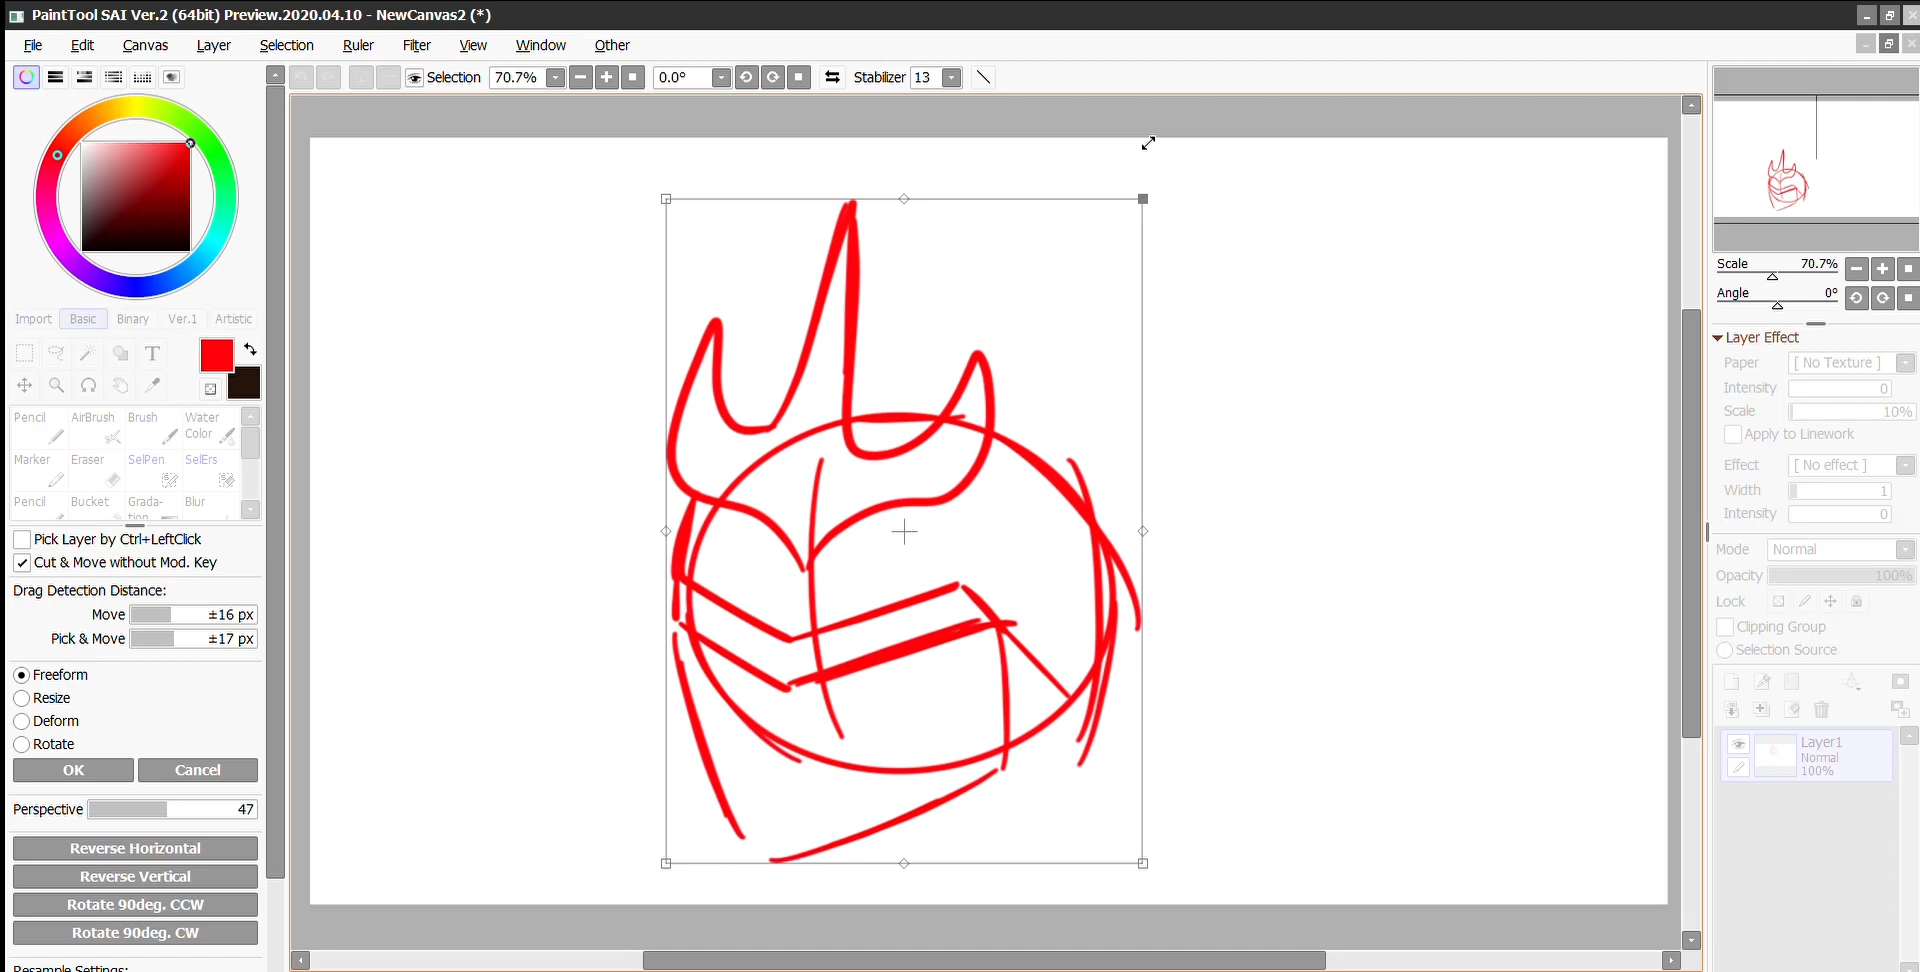 PaintTool SAI Ver.2 (64bit) Preview.2020.04.10 - NewCanvas2 (*)
File Edit Canvas Layer Selection Ruler Filter View Window Other
Selection 70.7% 0.0° Stabilizer 13
Import Basic Binary Ver.1 Artistic
T
Pencil AirBrush Brush Water Color
Marker Eraser SelPen SelErs
Pencil Bucket Grada-tion Blur
Pick Layer by Ctrl+LeftClick
Cut & Move without Mod. Key
Drag Detection Distance:
Move ±16 px
Pick & Move ±17 px
Freeform
Resize
Deform
Rotate
OK Cancel
Perspective 47
Reverse Horizontal
Reverse Vertical
Rotate 90deg. CCW
Rotate 90deg. CW
Resample Settings:
Scale 70.7%
Angle 0°
Layer Effect
Paper [ No Texture ]
Intensity 0
Scale 10%
Apply to Linework
Effect [ No effect ]
Width 1
Intensity 0
Mode Normal
Opacity 100%
Lock
Clipping Group
Selection Source
Layer1
Normal
100%